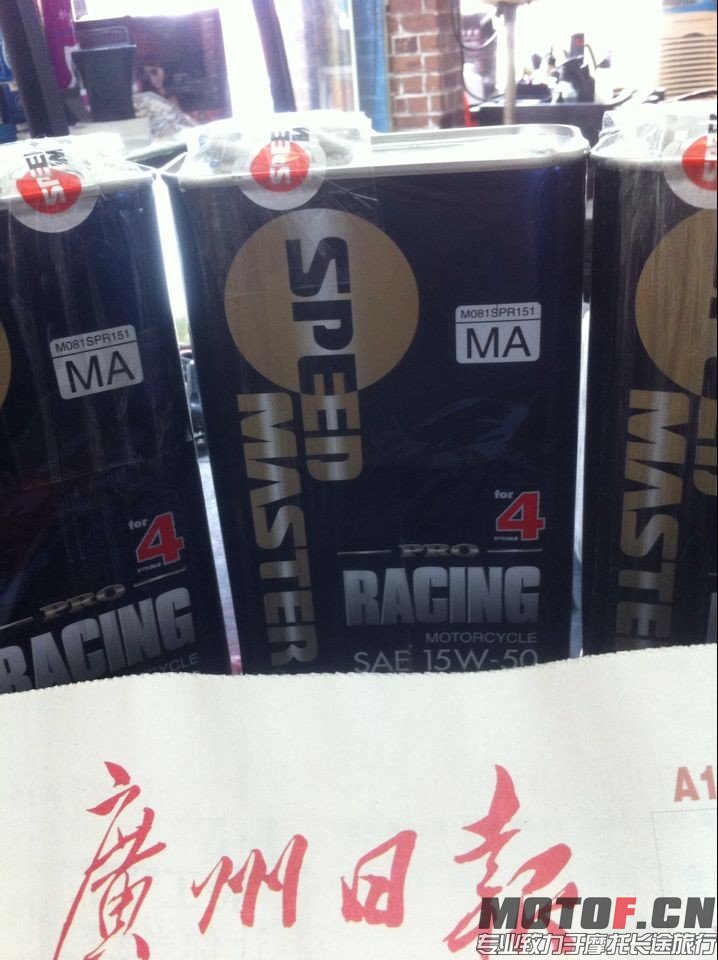 SPEED
MASTER
M081SPR151
MA
for 4
STROKE
PRO
RACING
MOTORCYCLE
SAE 15W-50
M081SPR151
MA
for 4
STROKE
PRO
RACING
MASTE
廣州日報
A1
MOTOF.CN
专业致力于摩托长途旅行